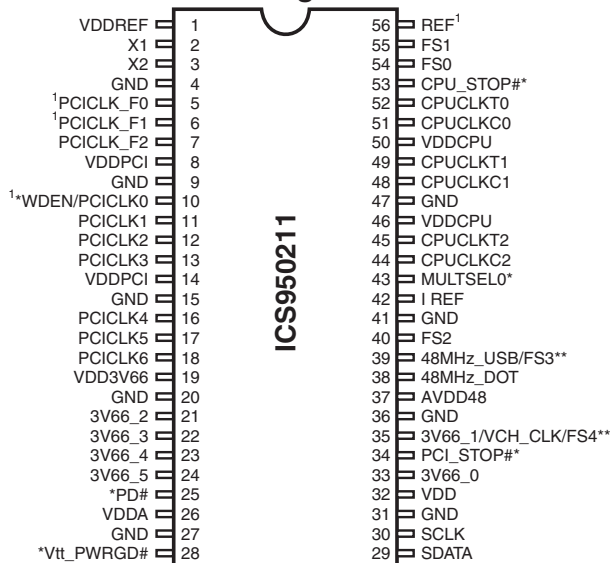 VDDREF 1 56 REF1
X1 2 55 FS1
X2 3 54 FS0
GND 4 53 CPU_STOP#*
1PCICLK_F0 5 52 CPUCLKT0
1PCICLK_F1 6 51 CPUCLKC0
PCICLK_F2 7 50 VDDCPU
VDDPCI 8 49 CPUCLKT1
GND 9 48 CPUCLKC1
1*WDEN/PCICLK0 10 47 GND
PCICLK1 11 46 VDDCPU
PCICLK2 12 45 CPUCLKT2
PCICLK3 13 44 CPUCLKC2
VDDPCI 14 43 MULTSEL0*
GND 15 42 I REF
PCICLK4 16 41 GND
PCICLK5 17 40 FS2
PCICLK6 18 39 48MHz_USB/FS3**
VDD3V66 19 38 48MHz_DOT
GND 20 37 AVDD48
3V66_2 21 36 GND
3V66_3 22 35 3V66_1/VCH_CLK/FS4**
3V66_4 23 34 PCI_STOP#*
3V66_5 24 33 3V66_0
*PD# 25 32 VDD
VDDA 26 31 GND
GND 27 30 SCLK
*Vtt_PWRGD# 28 29 SDATA
ICS950211